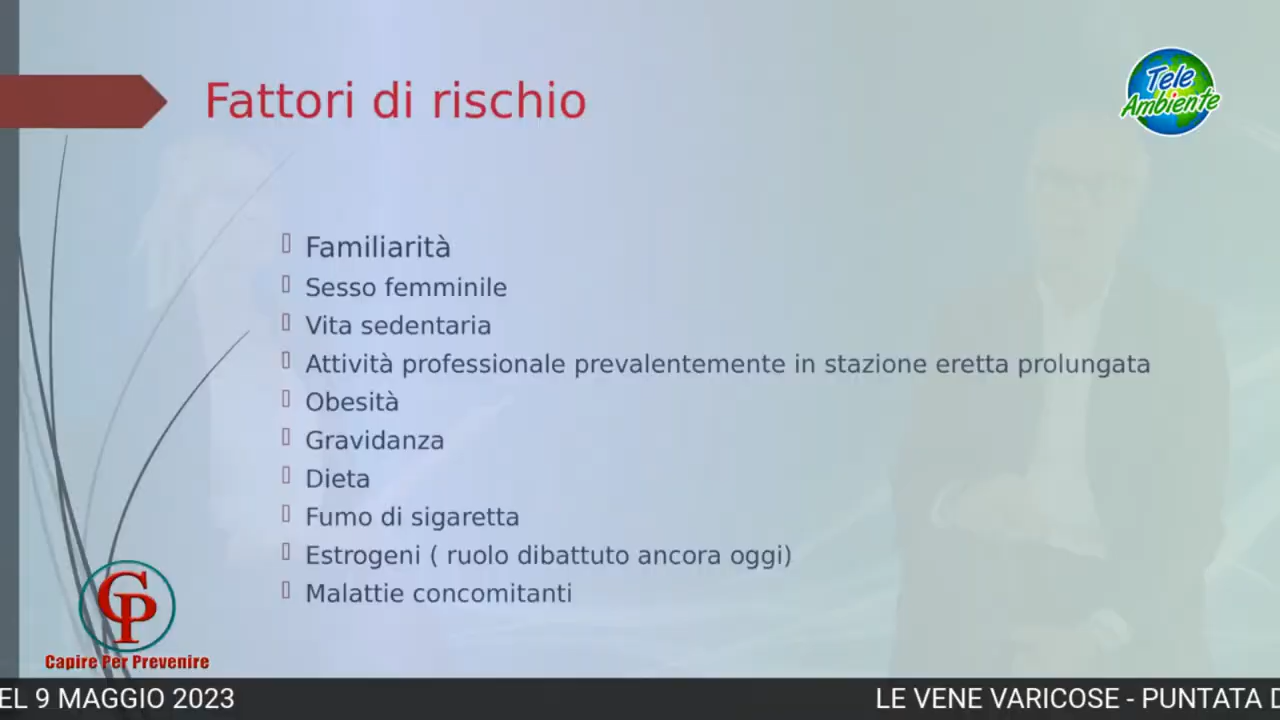 Fattori di rischio
Tele
Ambiente
Familiarità
Sesso femminile
Vita sedentaria
Attività professionale prevalentemente in stazione eretta prolungata
Obesità
Gravidanza
Dieta
Fumo di sigaretta
Estrogeni ( ruolo dibattuto ancora oggi)
Malattie concomitanti
CP
Capire Per Prevenire
EL 9 MAGGIO 2023
LE VENE VARICOSE - PUNTATA D